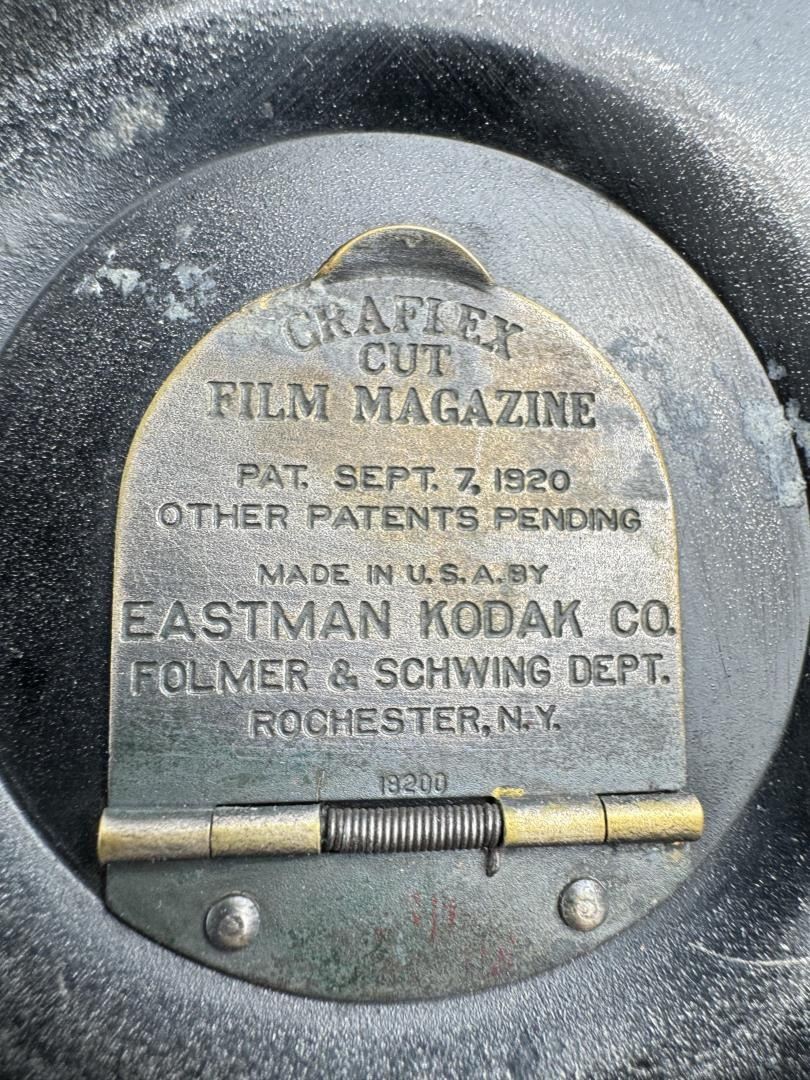 GRAFLEX
CUT
FILM MAGAZINE
PAT. SEPT. 7, 1920
OTHER PATENTS PENDING
MADE IN U.S.A. BY
EASTMAN KODAK CO.
FOLMER & SCHWING DEPT.
ROCHESTER, N.Y.
19200